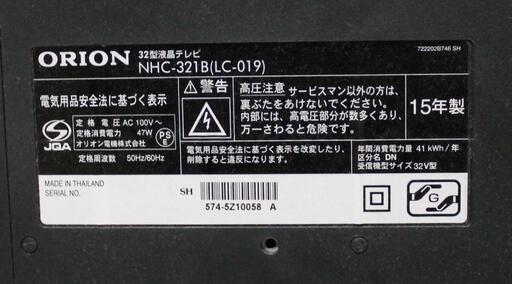 722202B746 SH
ORION
32型液晶テレビ
NHC-321B(LC-019)
電気用品安全法に基づく表示
JQA
定格電圧 AC 100V～
定格消費電力 47W
オリオン電機株式会社
PS
E
定格周波数 50Hz/60Hz
警告
高圧注意 サービスマン以外の方は、
裏ぶたをあけないでください。
内部には、高電圧部分が数多くあり、
万一さわると危険です。
15年製
電気用品安全法に基づく表示を改変したり、
削除すると違反になります。
年間消費電力量 41kWh/年
区分名 DN
受信機型サイズ 32V型
MADE IN THAILAND
SERIAL NO.
SH
574-5Z10058 A
G